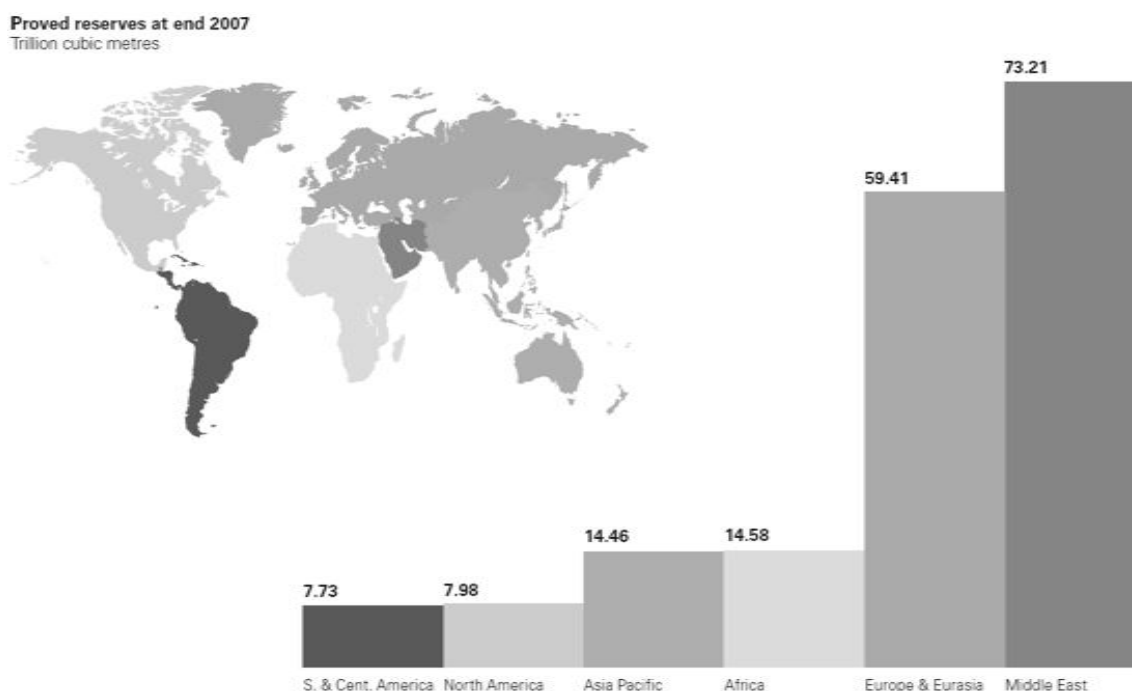 Proved reserves at end 2007
Trillion cubic metres
73.21
59.41
14.46
14.58
7.73
7.98
S. & Cent. America
North America
Asia Pacific
Africa
Europe & Eurasia
Middle East